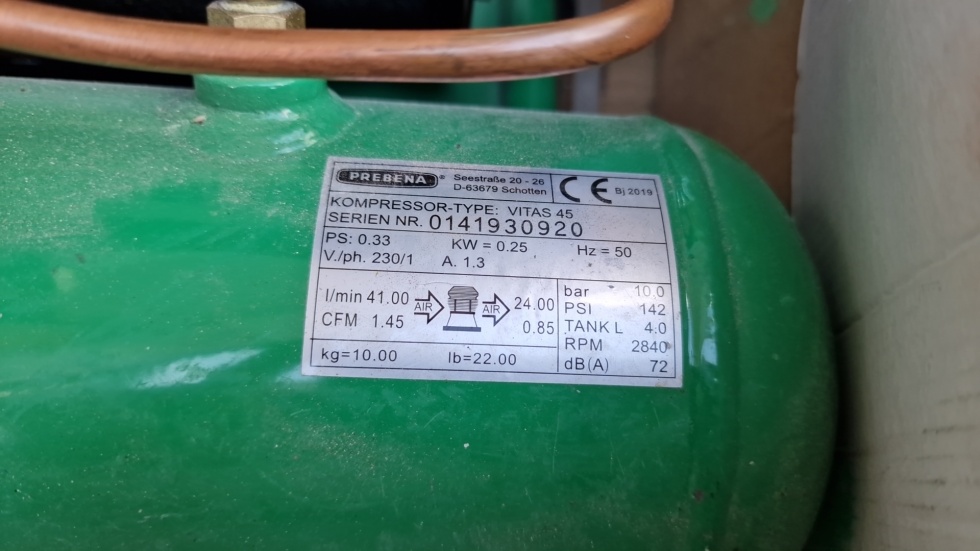 PREBENA® Seestraße 20 - 26
D-63679 Schotten
CE Bj 2019
KOMPRESSOR-TYPE: VITAS 45
SERIEN NR. 0141930920
PS: 0.33 KW = 0.25 Hz = 50
V./ph. 230/1 A. 1.3
l/min 41.00 AIR AIR 24.00
CFM 1.45 0.85
kg=10.00 lb=22.00
bar 10.0
PSI 142
TANK L 4.0
RPM 2840
dB(A) 72